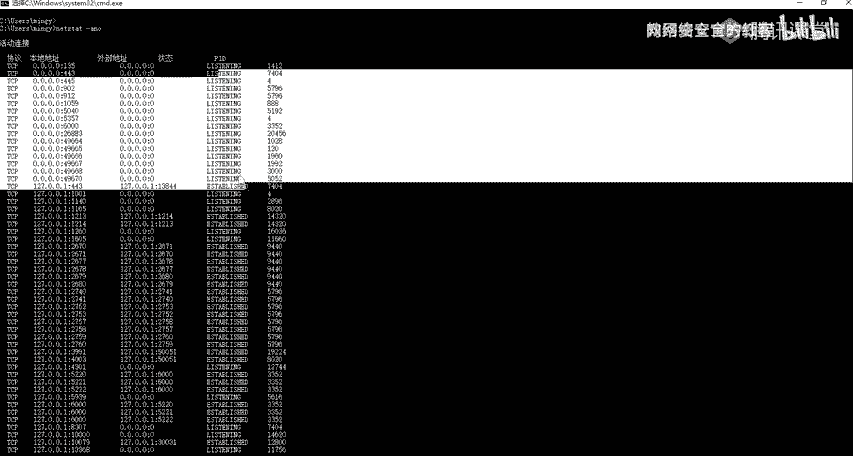 选择C:\Windows\system32\cmd.exe
C:\Users\mingy>
C:\Users\mingy>netstat -ano
活动连接
协议 本地地址 外部地址 状态 PID
TCP 0.0.0.0:135 0.0.0.0:0 LISTENING 1412
TCP 0.0.0.0:443 0.0.0.0:0 LISTENING 7404
TCP 0.0.0.0:445 0.0.0.0:0 LISTENING 4
TCP 0.0.0.0:902 0.0.0.0:0 LISTENING 5796
TCP 0.0.0.0:912 0.0.0.0:0 LISTENING 5796
TCP 0.0.0.0:1059 0.0.0.0:0 LISTENING 888
TCP 0.0.0.0:5040 0.0.0.0:0 LISTENING 5192
TCP 0.0.0.0:5357 0.0.0.0:0 LISTENING 4
TCP 0.0.0.0:6000 0.0.0.0:0 LISTENING 3352
TCP 0.0.0.0:26883 0.0.0.0:0 LISTENING 20456
TCP 0.0.0.0:49664 0.0.0.0:0 LISTENING 1028
TCP 0.0.0.0:49665 0.0.0.0:0 LISTENING 120
TCP 0.0.0.0:49666 0.0.0.0:0 LISTENING 1960
TCP 0.0.0.0:49667 0.0.0.0:0 LISTENING 1992
TCP 0.0.0.0:49668 0.0.0.0:0 LISTENING 3000
TCP 0.0.0.0:49670 0.0.0.0:0 LISTENING 5052
TCP 127.0.0.1:443 127.0.0.1:13844 ESTABLISHED 7404
TCP 127.0.0.1:1001 0.0.0.0:0 LISTENING 4
TCP 127.0.0.1:1140 0.0.0.0:0 LISTENING 2896
TCP 127.0.0.1:1165 0.0.0.0:0 LISTENING 8020
TCP 127.0.0.1:1213 127.0.0.1:1214 ESTABLISHED 14320
TCP 127.0.0.1:1214 127.0.0.1:1213 ESTABLISHED 14320
TCP 0.0.0.0:0 LISTENING
TCP 0.0.0.0:0 LISTENING
TCP 127.0.0.1:2670 127.0.0.1:2671 ESTABLISHED 9440
TCP 127.0.0.1:2671 127.0.0.1:2670 ESTABLISHED 9440
TCP 127.0.0.1:2677 127.0.0.1:2678 ESTABLISHED 9440
TCP 127.0.0.1:2678 127.0.0.1:2677 ESTABLISHED 9440
TCP 127.0.0.1:2679 127.0.0.1:2680 ESTABLISHED 9440
TCP 127.0.0.1:2680 127.0.0.1:2679 ESTABLISHED 9440
TCP 127.0.0.1:2740 127.0.0.1:2741 ESTABLISHED 5796
TCP 127.0.0.1:2741 127.0.0.1:2740 ESTABLISHED 5796
TCP 127.0.0.1:2752 127.0.0.1:2753 ESTABLISHED 5796
TCP 127.0.0.1:2753 127.0.0.1:2752 ESTABLISHED 5796
TCP 127.0.0.1:2757 127.0.0.1:2758 ESTABLISHED 5796
TCP 127.0.0.1:2758 127.0.0.1:2757 ESTABLISHED 5796
TCP 127.0.0.1:2759 127.0.0.1:2760 ESTABLISHED 5796
TCP 127.0.0.1:2760 127.0.0.1:2759 ESTABLISHED 5796
TCP 127.0.0.1:3991 127.0.0.1:50051 ESTABLISHED 19224
TCP 127.0.0.1:4003 127.0.0.1:50051 ESTABLISHED 8020
TCP 127.0.0.1:4301 0.0.0.0:0 LISTENING 13744
TCP 127.0.0.1:5220 127.0.0.1:6000 ESTABLISHED 3352
TCP 127.0.0.1:5221 127.0.0.1:6000 ESTABLISHED 3352
TCP 127.0.0.1:5222 127.0.0.1:6000 ESTABLISHED 3352
TCP 127.0.0.1:5939 0.0.0.0:0 LISTENING 5616
TCP 127.0.0.1:6000 127.0.0.1:5220 ESTABLISHED 3352
TCP 127.0.0.1:6000 127.0.0.1:5221 ESTABLISHED 3352
TCP 127.0.0.1:6000 127.0.0.1:5222 ESTABLISHED 3352
TCP 127.0.0.1:8307 0.0.0.0:0 LISTENING 7404
TCP 127.0.0.1:10000 0.0.0.0:0 LISTENING 14620
TCP 127.0.0.1:10079 127.0.0.1:30031 ESTABLISHED 12800
TCP 127.0.0.1:13368 0.0.0.0:0 LISTENING 11756
bilibili